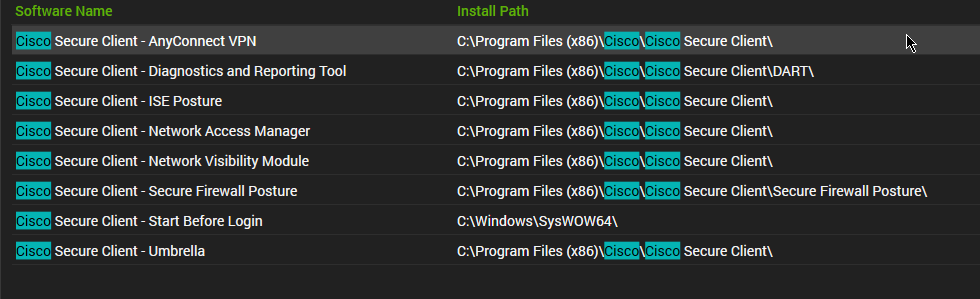 Software Name Install Path
Cisco Secure Client - AnyConnect VPN C:\Program Files (x86)\Cisco\Cisco Secure Client\
Cisco Secure Client - Diagnostics and Reporting Tool C:\Program Files (x86)\Cisco\Cisco Secure Client\DART\
Cisco Secure Client - ISE Posture C:\Program Files (x86)\Cisco\Cisco Secure Client\
Cisco Secure Client - Network Access Manager C:\Program Files (x86)\Cisco\Cisco Secure Client\
Cisco Secure Client - Network Visibility Module C:\Program Files (x86)\Cisco\Cisco Secure Client\
Cisco Secure Client - Secure Firewall Posture C:\Program Files (x86)\Cisco\Cisco Secure Client\Secure Firewall Posture\
Cisco Secure Client - Start Before Login C:\Windows\SysWOW64\
Cisco Secure Client - Umbrella C:\Program Files (x86)\Cisco\Cisco Secure Client\